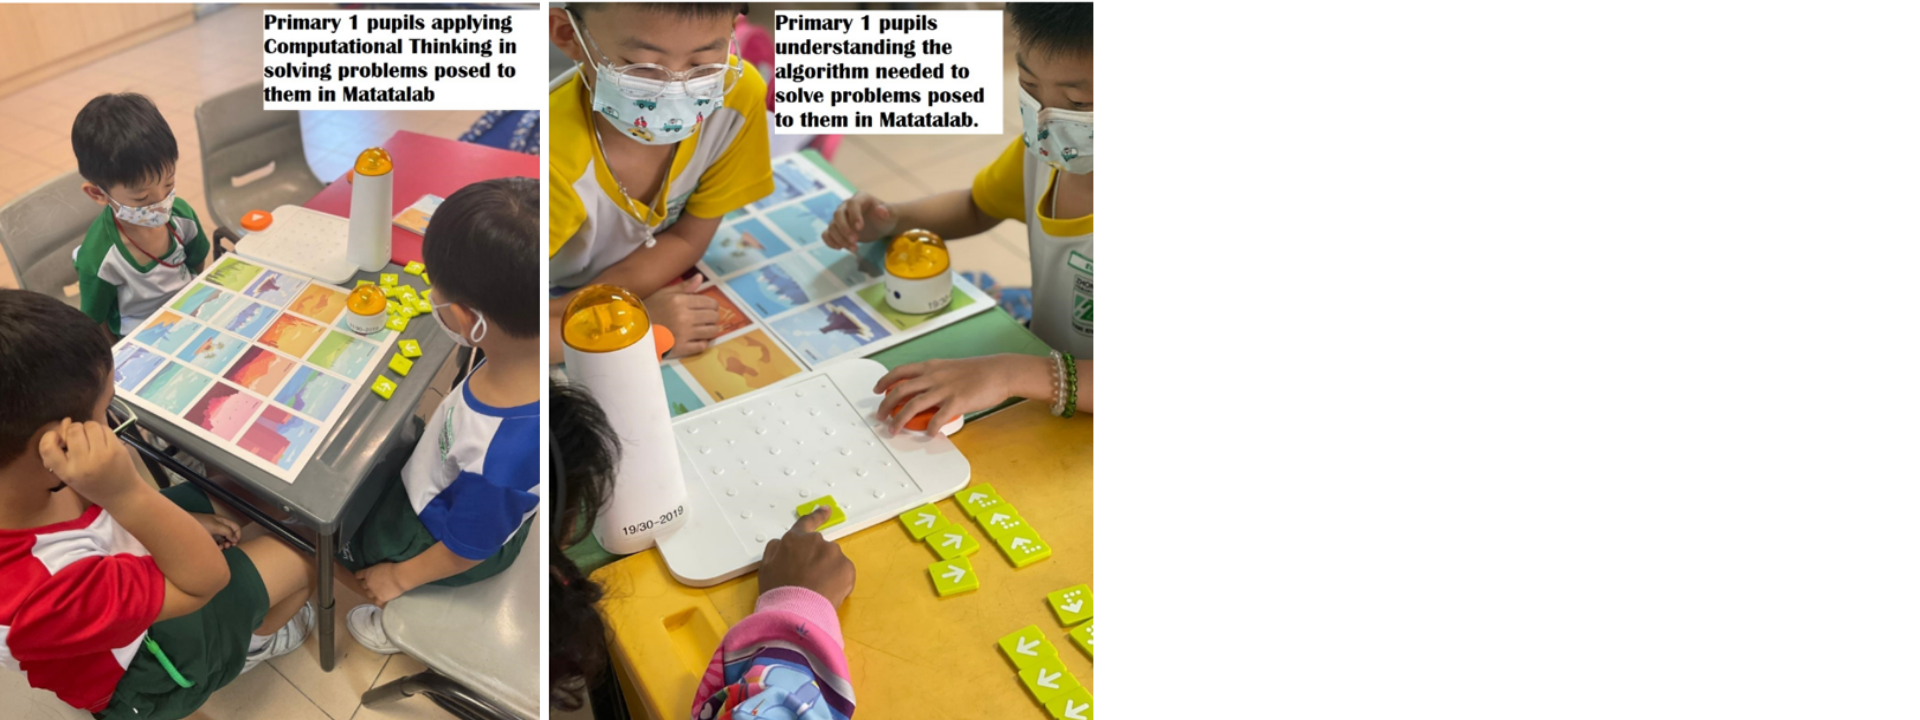 Primary 1 pupils applying
Computational Thinking in
solving problems posed to
them in Matatalab
Primary 1 pupils
understanding the
algorithm needed to
solve problems posed
to them in Matatalab.
19/30-2019